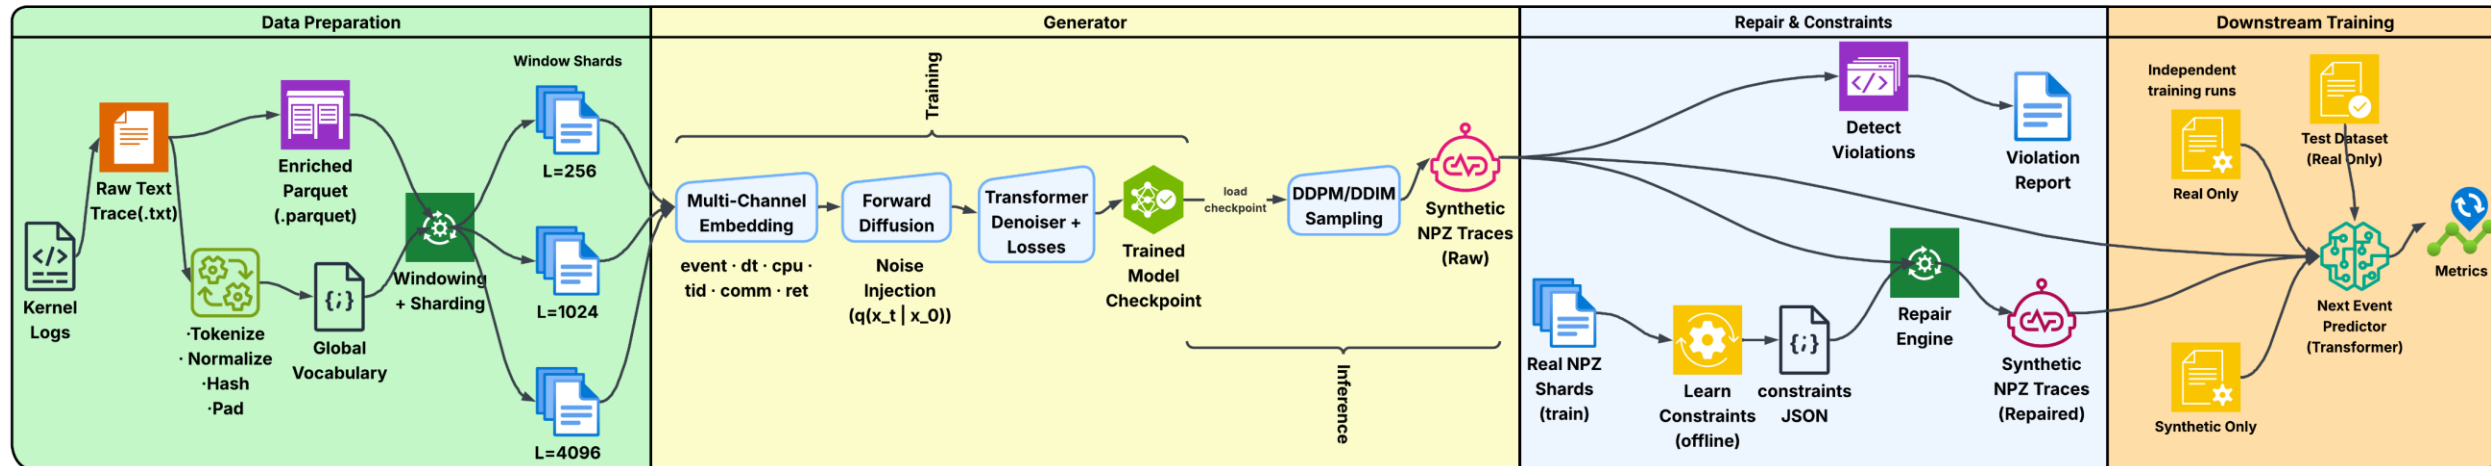 Data Preparation
Generator
Repair & Constraints
Downstream Training
Kernel
Logs
Raw Text
Trace(.txt)
Enriched
Parquet
(.parquet)
·Tokenize
· Normalize
·Hash
·Pad
{;}
Global
Vocabulary
Windowing
+ Sharding
Window Shards
L=256
L=1024
L=4096
Training
Multi-Channel
Embedding
event · dt · cpu ·
tid · comm · ret
Forward
Diffusion
Noise
Injection
(q(x_t | x_0))
Transformer
Denoiser +
Losses
Trained
Model
Checkpoint
load
checkpoint
DDPM/DDIM
Sampling
Synthetic
NPZ Traces
(Raw)
Inference
</>
Detect
Violations
Violation
Report
Real NPZ
Shards
(train)
Learn
Constraints
(offline)
{;}
constraints
JSON
Repair
Engine
Synthetic
NPZ Traces
(Repaired)
Independent
training runs
Real Only
Test Dataset
(Real Only)
Synthetic Only
Next Event
Predictor
(Transformer)
Metrics